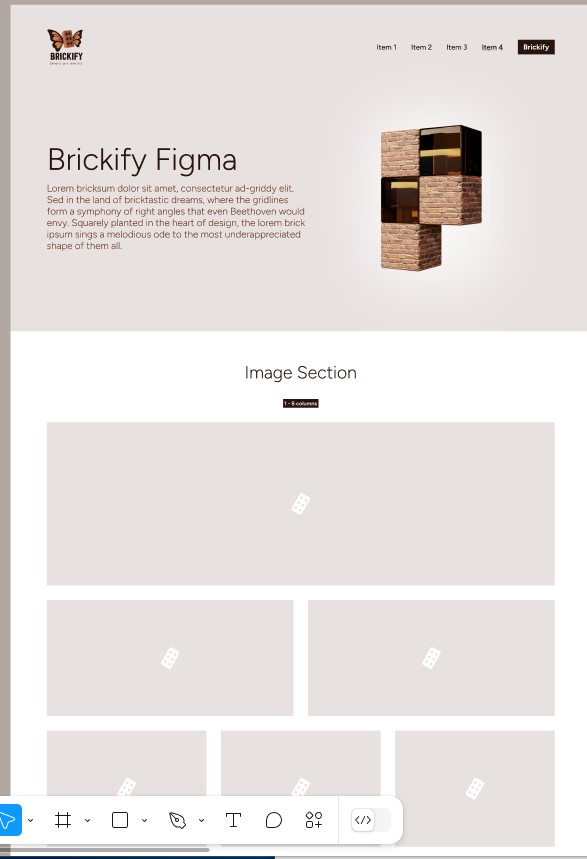 BRICKIFY
Item 1 Item 2 Item 3 Item 4 Brickify
Brickify Figma
Lorem bricksum dolor sit amet, consectetur ad-griddy elit.
Sed in the land of bricktastic dreams, where the gridlines
form a symphony of right angles that even Beethoven would
envy. Squarely planted in the heart of design, the lorem brick
ipsum sings a melodious ode to the most underappreciated
shape of them all.
Image Section
1 - 8 columns